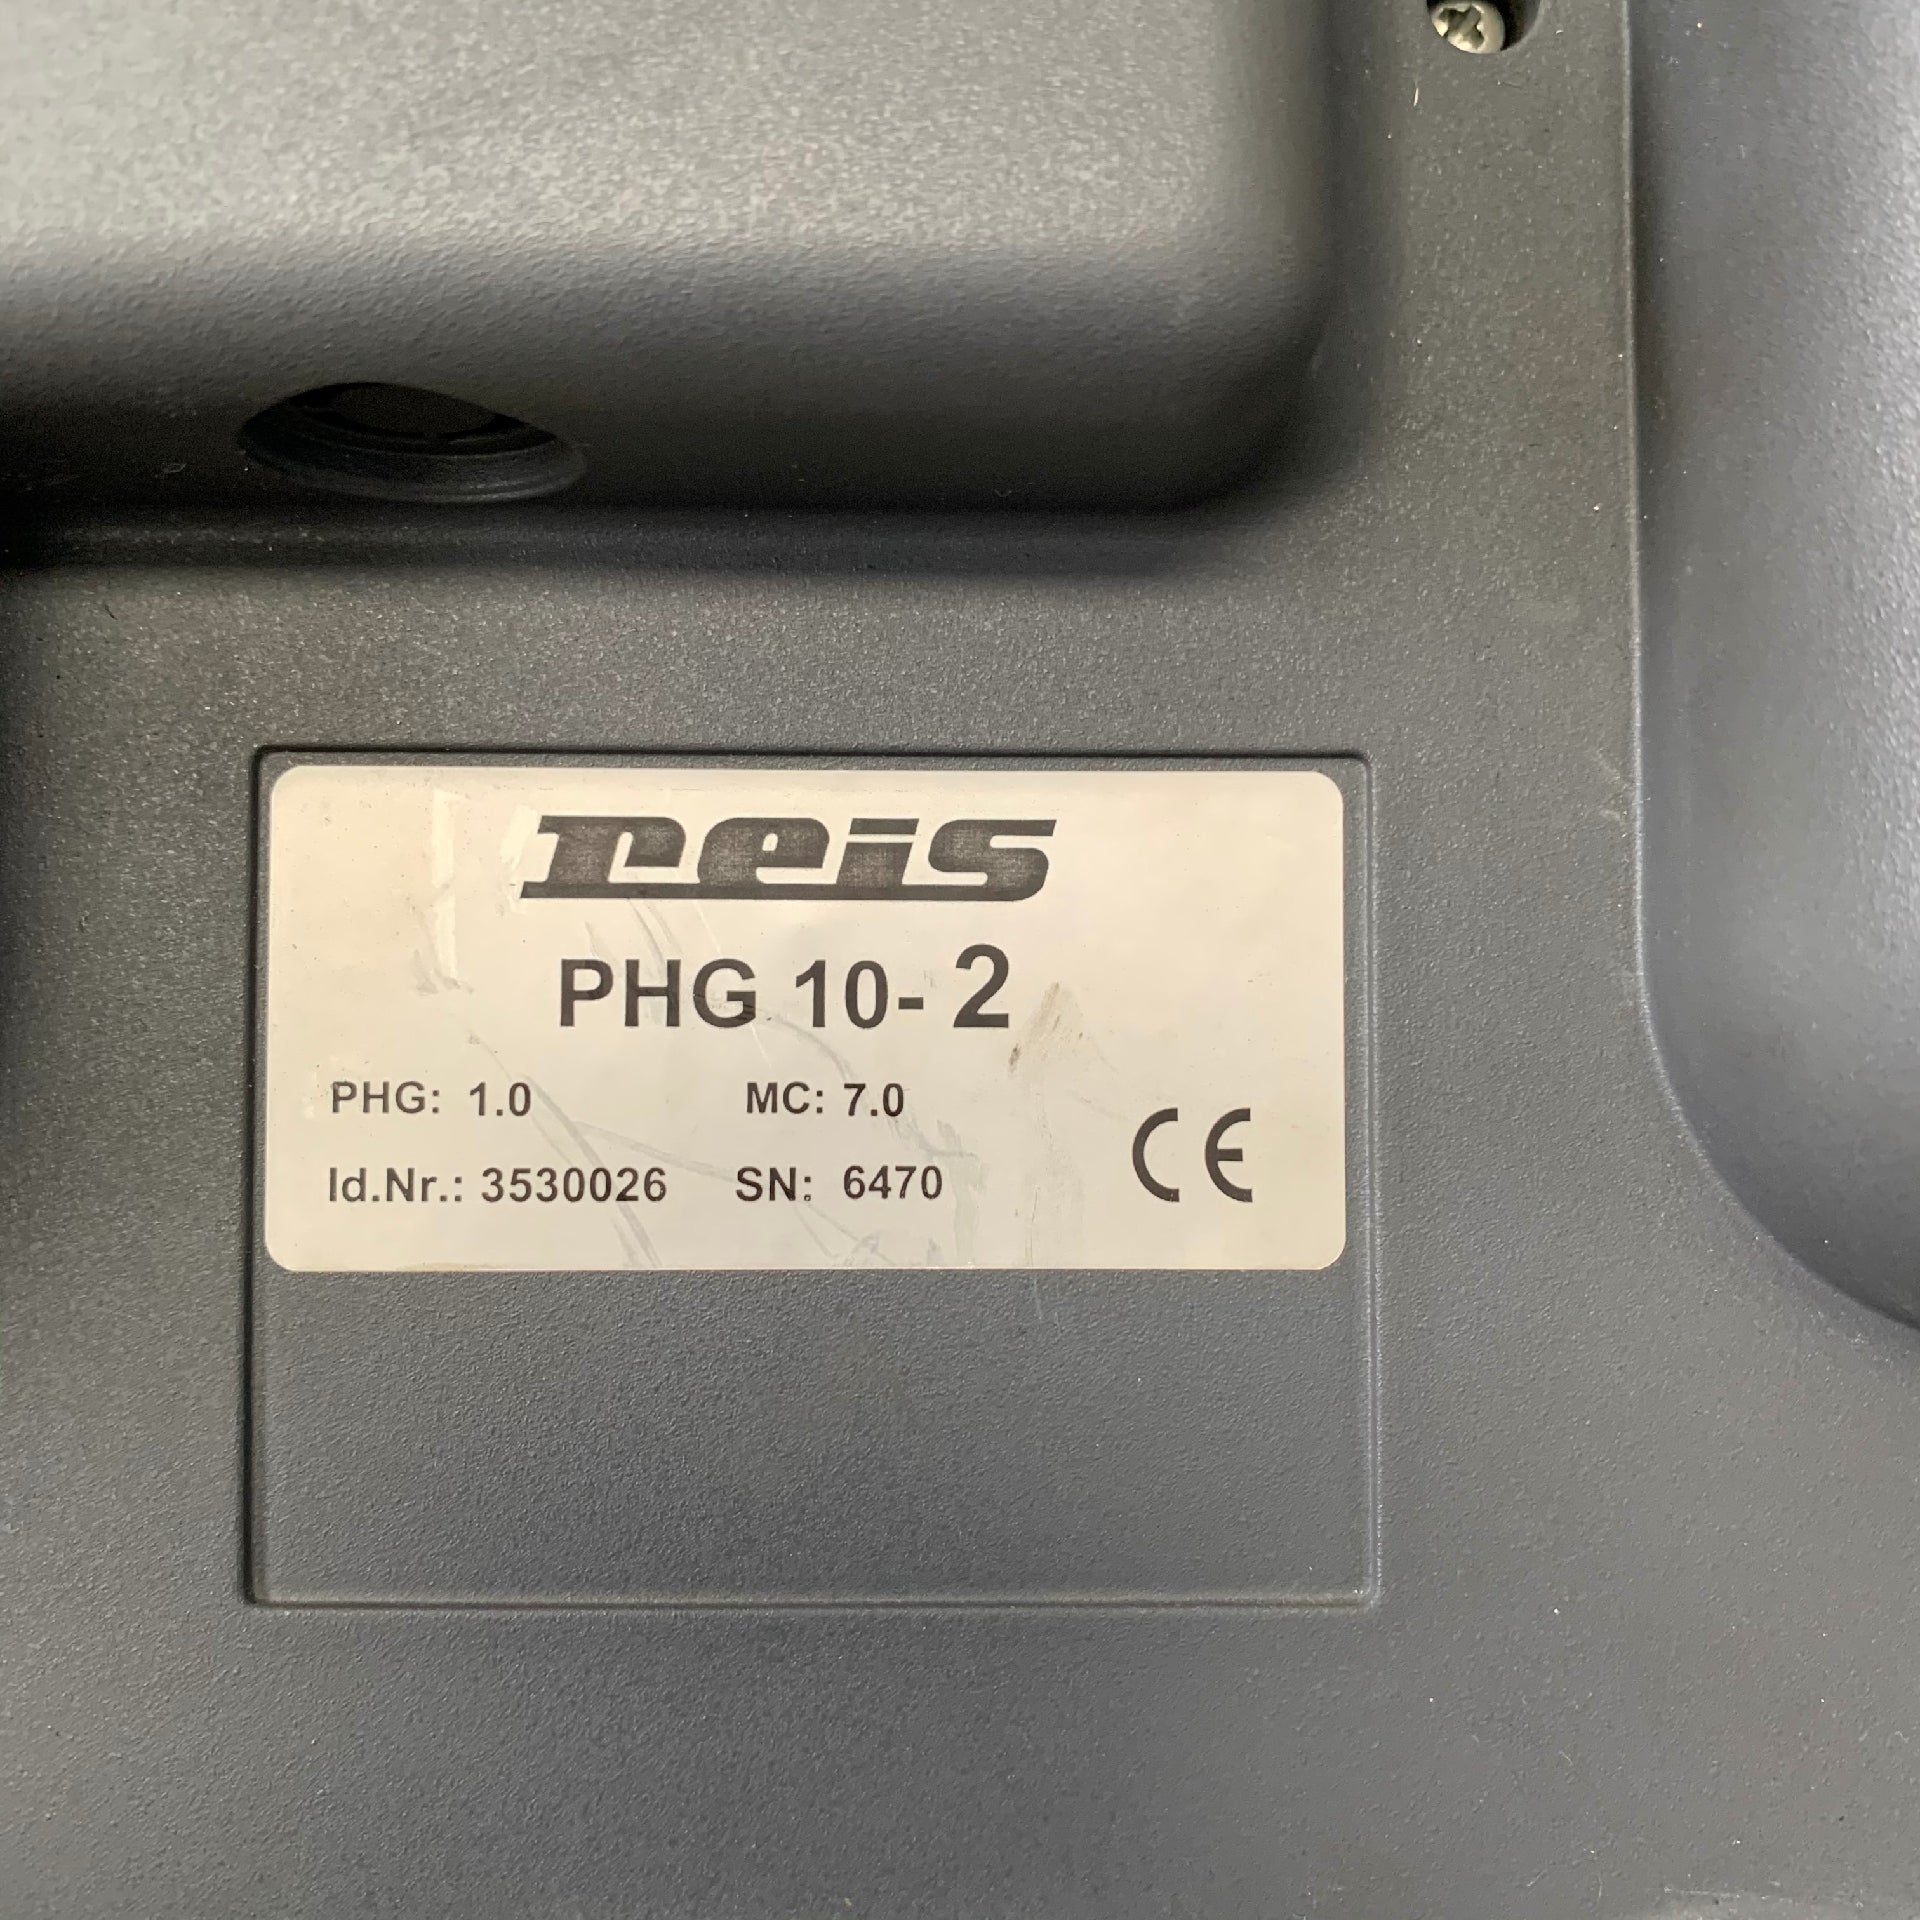 reis
PHG 10- 2
PHG: 1.0 MC: 7.0
Id.Nr.: 3530026 SN: 6470
CE